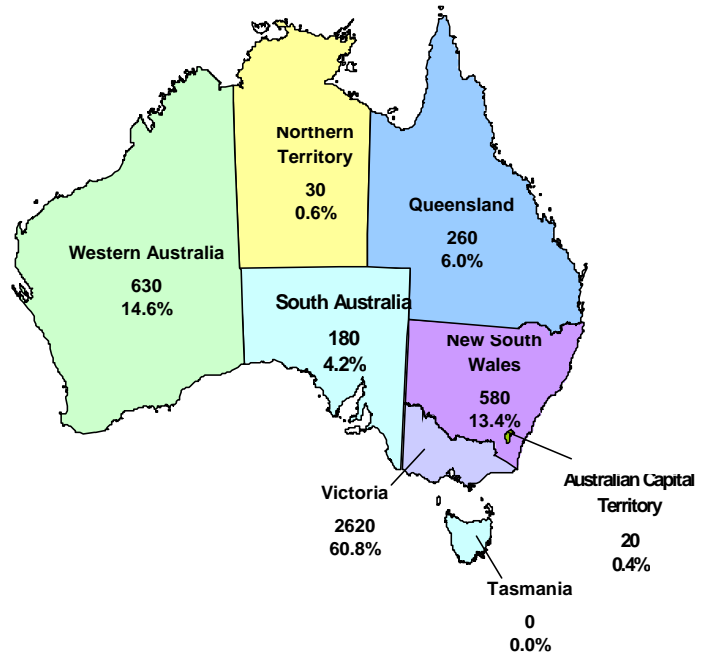 Northern
Territory
30
0.6%
Queensland
260
6.0%
Western Australia
630
14.6%
South Australia
180
4.2%
New South
Wales
580
13.4%
Victoria
2620
60.8%
Australian Capital
Territory
20
0.4%
Tasmania
0
0.0%